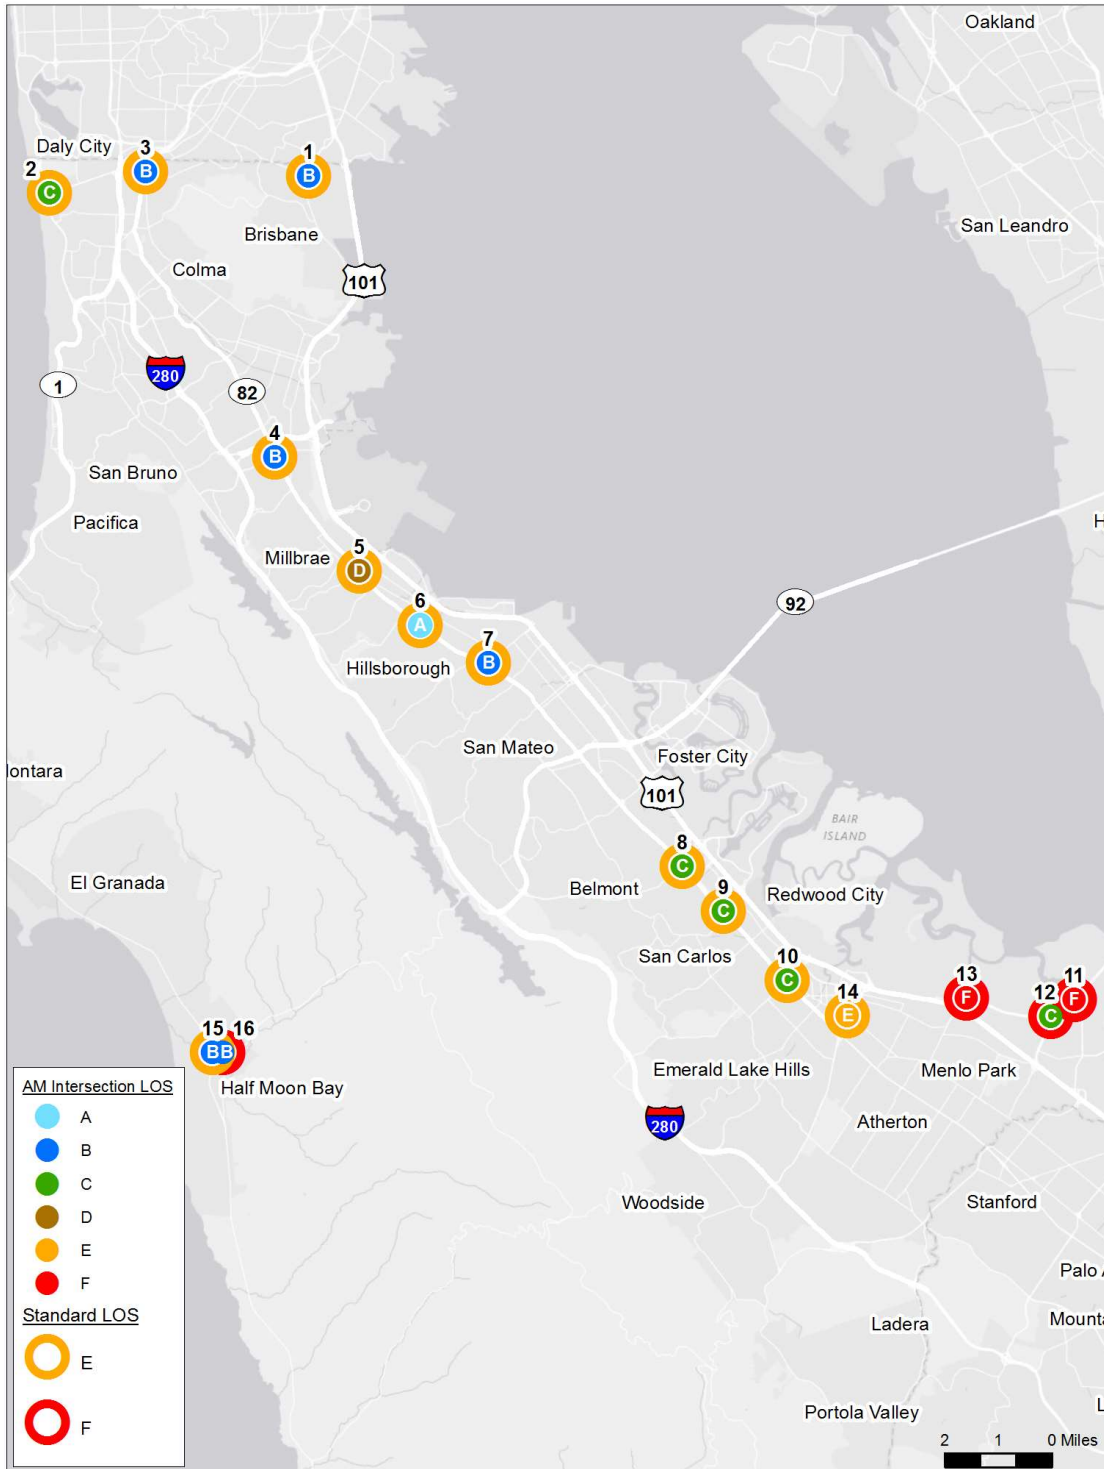 Oakland
3
Daly City
1
2
B
B
C
San Leandro
Brisbane
Colma
101
280
1
82
4
B
San Bruno
Pacifica
H
5
Millbrae
D
6
92
A
7
Hillsborough
B
San Mateo
Foster City
lontara
101
BAIR
ISLAND
8
C
El Granada
Belmont
9
Redwood City
C
San Carlos
10
13
11
C
14
F
12
F
E
C
15
16
B
B
Emerald Lake Hills
Menlo Park
Half Moon Bay
280
Atherton
Woodside
Stanford
Palo A
Mounta
Ladera
L
Portola Valley
AM Intersection LOS
A
B
C
D
E
F
Standard LOS
E
F
2 1 0 Miles